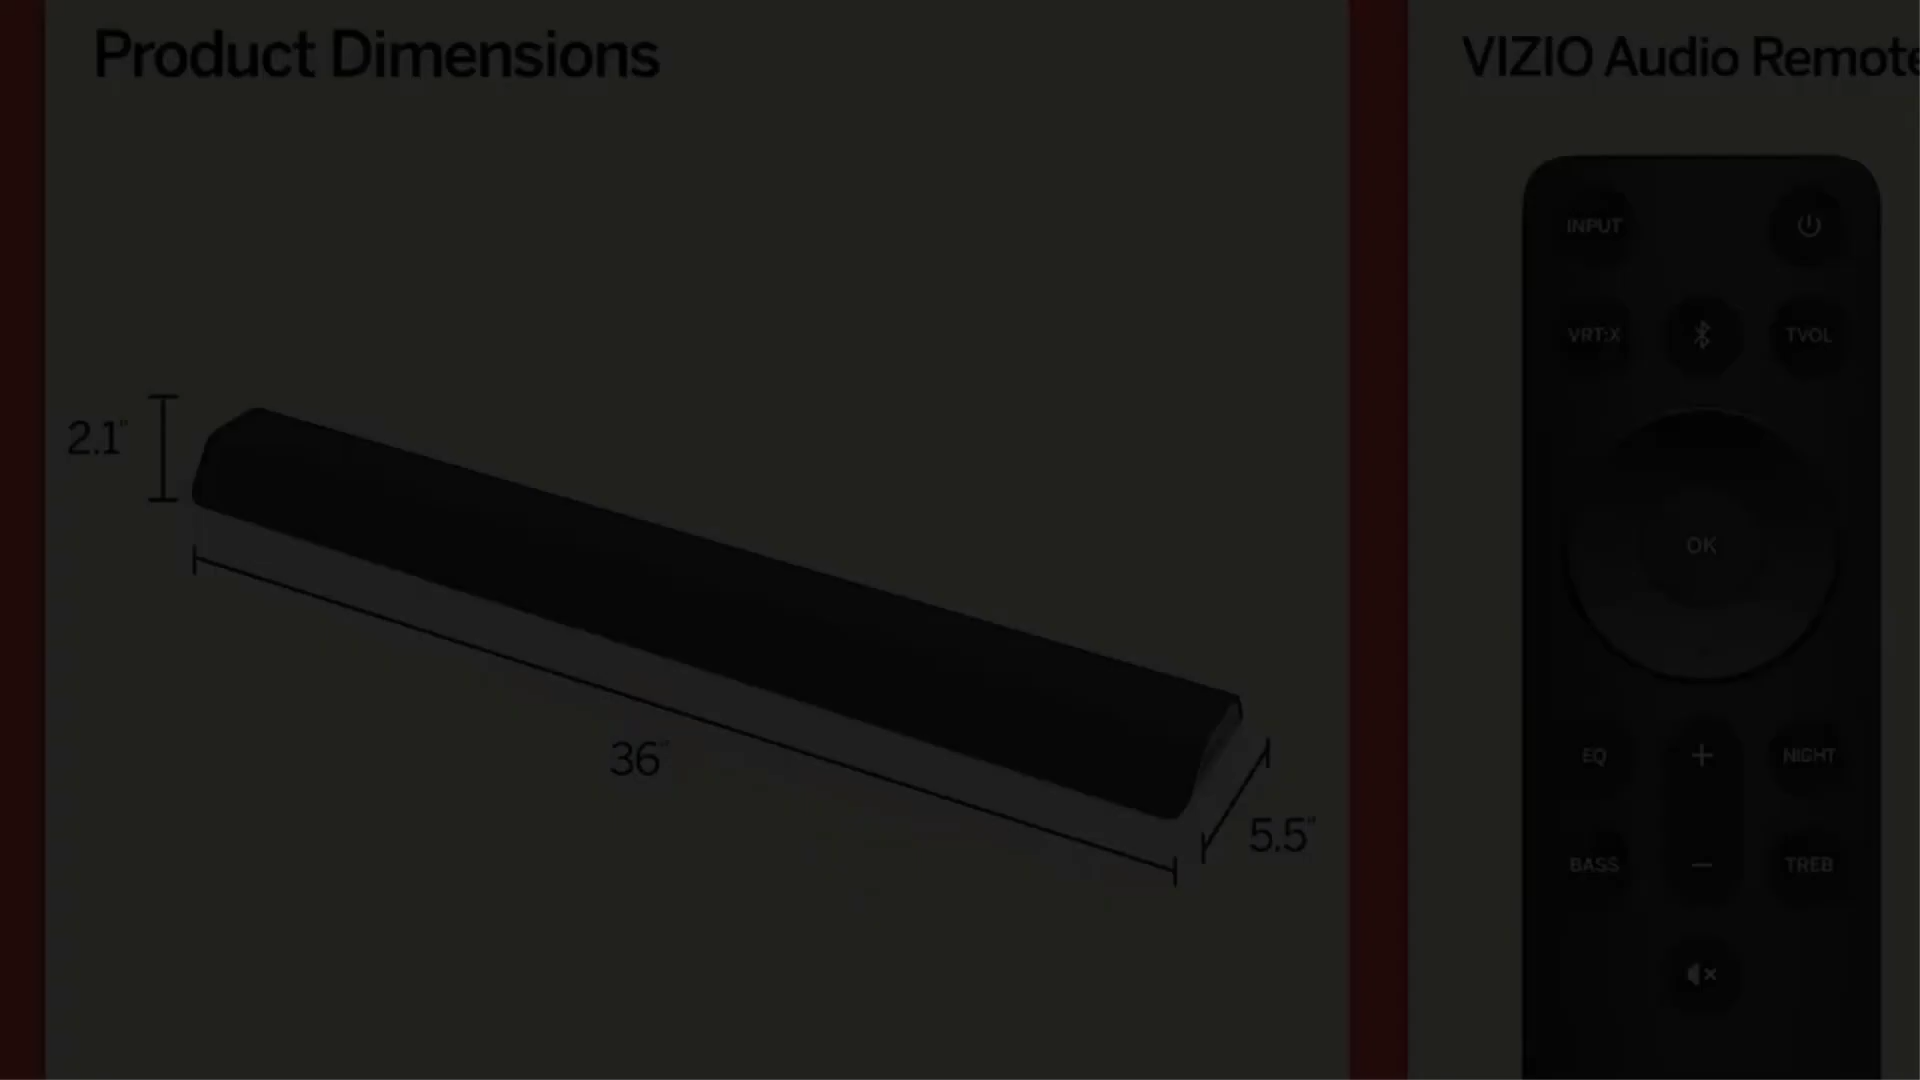 Product Dimensions
2.1"
36"
5.5"
VIZIO Audio Remote
INPUT
VRT:X
TVOL
OK
EQ
+
NIGHT
BASS
−
TREB